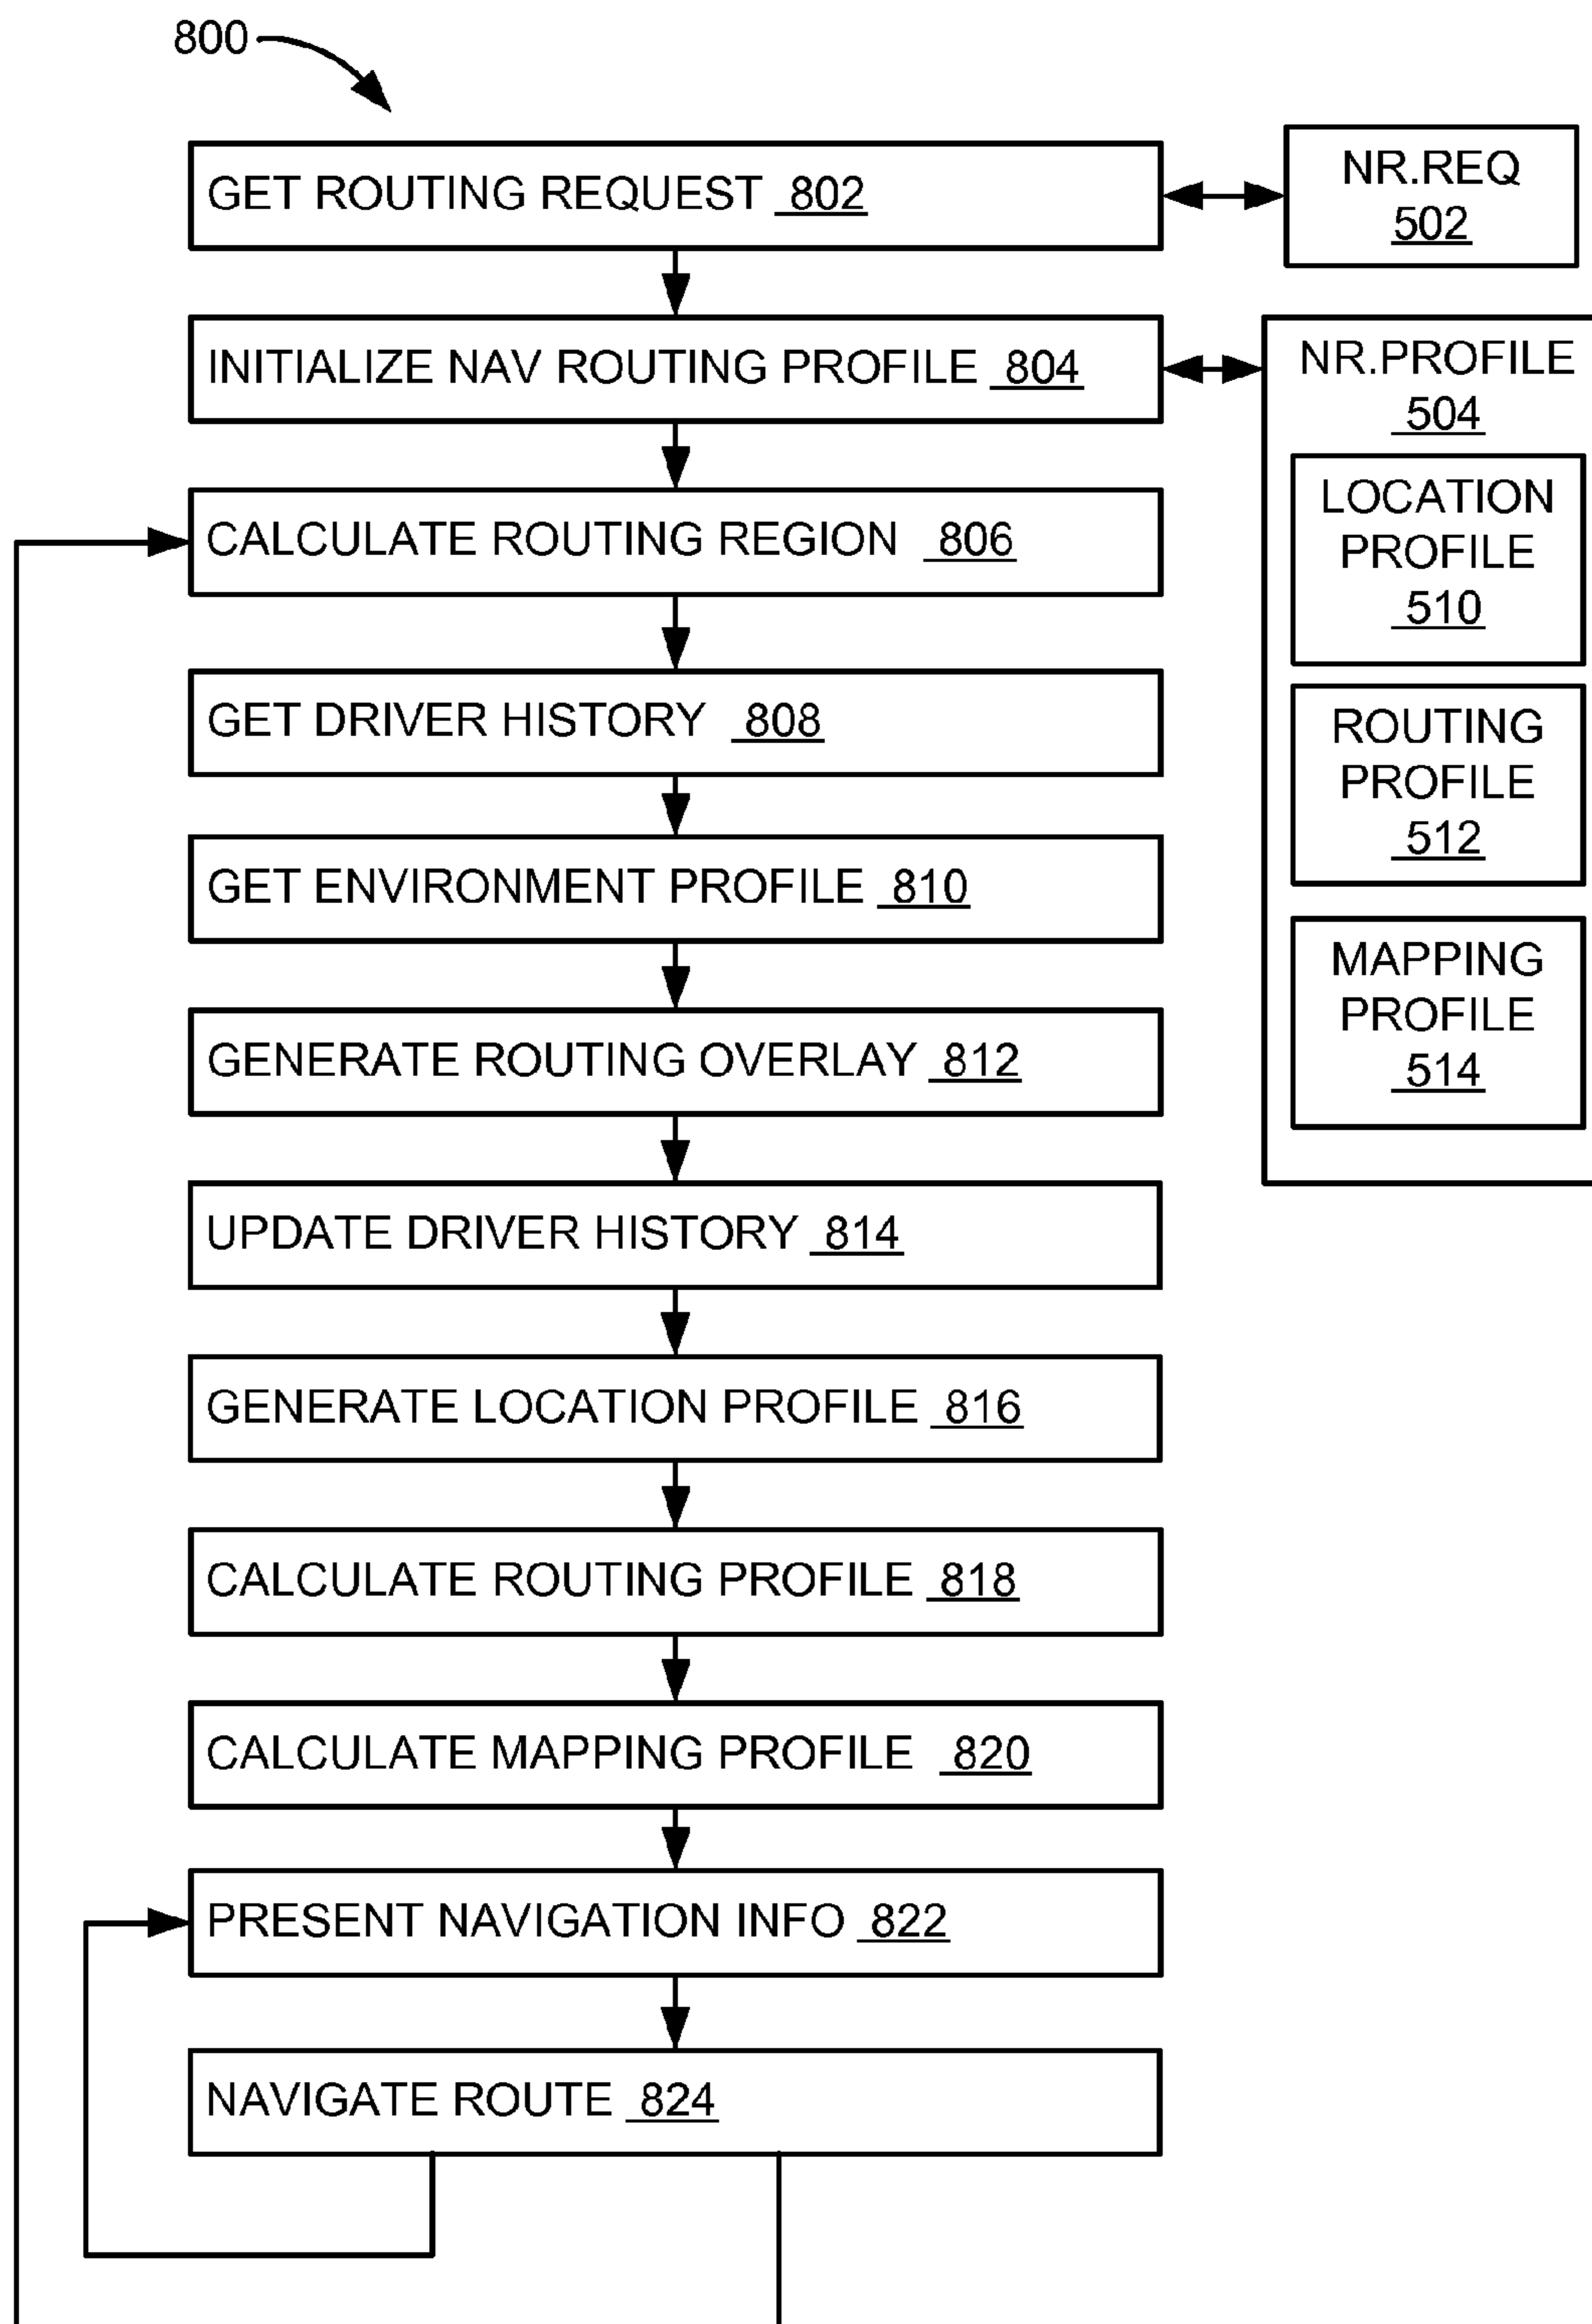 800
GET ROUTING REQUEST 802
NR.REQ
502
INITIALIZE NAV ROUTING PROFILE 804
NR.PROFILE
504
LOCATION
PROFILE
510
ROUTING
PROFILE
512
MAPPING
PROFILE
514
CALCULATE ROUTING REGION 806
GET DRIVER HISTORY 808
GET ENVIRONMENT PROFILE 810
GENERATE ROUTING OVERLAY 812
UPDATE DRIVER HISTORY 814
GENERATE LOCATION PROFILE 816
CALCULATE ROUTING PROFILE 818
CALCULATE MAPPING PROFILE 820
PRESENT NAVIGATION INFO 822
NAVIGATE ROUTE 824